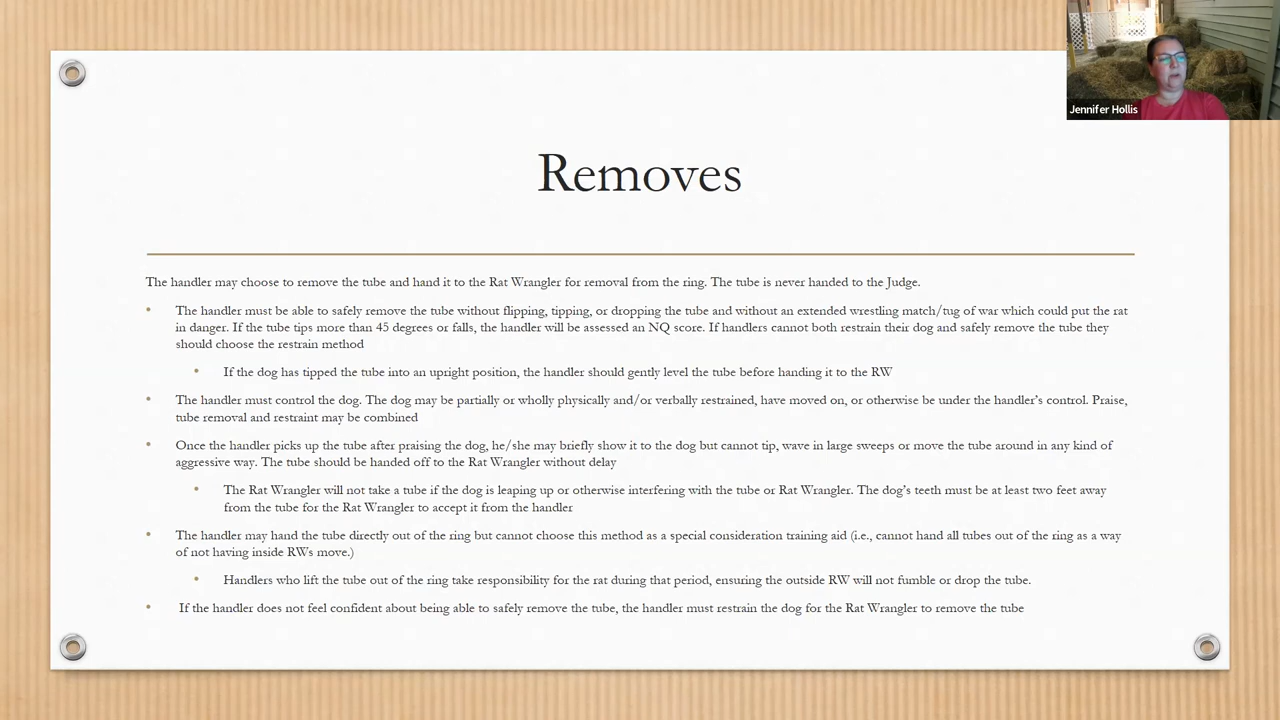 Jennifer Hollis
Removes
The handler may choose to remove the tube and hand it to the Rat Wrangler for removal from the ring. The tube is never handed to the Judge.
• The handler must be able to safely remove the tube without flipping, tipping, or dropping the tube and without an extended wrestling match/tug of war which could put the rat
in danger. If the tube tips more than 45 degrees or falls, the handler will be assessed an NQ score. If handlers cannot both restrain their dog and safely remove the tube they
should choose the restrain method
• If the dog has tipped the tube into an upright position, the handler should gently level the tube before handing it to the RW
• The handler must control the dog. The dog may be partially or wholly physically and/or verbally restrained, have moved on, or otherwise be under the handler's control. Praise,
tube removal and restraint may be combined
• Once the handler picks up the tube after praising the dog, he/she may briefly show it to the dog but cannot tip, wave in large sweeps or move the tube around in any kind of
aggressive way. The tube should be handed off to the Rat Wrangler without delay
• The Rat Wrangler will not take a tube if the dog is leaping up or otherwise interfering with the tube or Rat Wrangler. The dog's teeth must be at least two feet away
from the tube for the Rat Wrangler to accept it from the handler
• The handler may hand the tube directly out of the ring but cannot choose this method as a special consideration training aid (i.e., cannot hand all tubes out of the ring as a way
of not having inside RWs move.)
• Handlers who lift the tube out of the ring take responsibility for the rat during that period, ensuring the outside RW will not fumble or drop the tube.
• If the handler does not feel confident about being able to safely remove the tube, the handler must restrain the dog for the Rat Wrangler to remove the tube